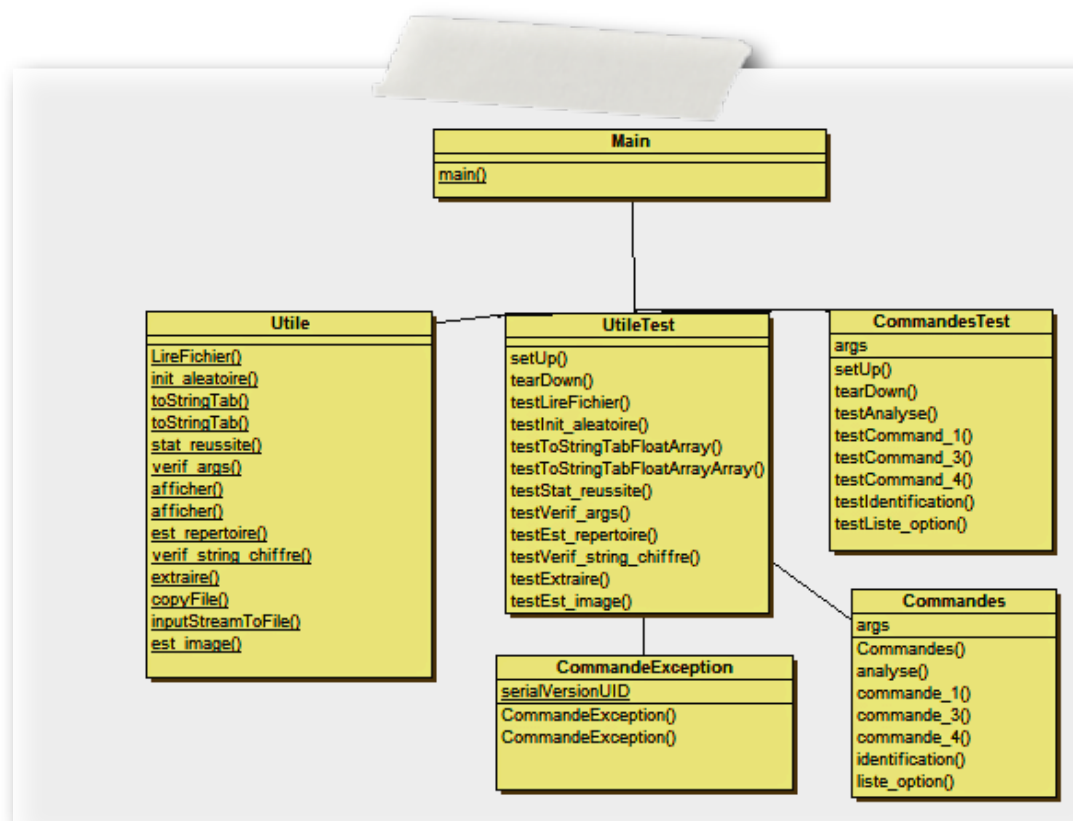 Main
main()
Utile
LireFichier()
init_aleatoire()
toStringTab()
toStringTab()
stat_reussite()
verif_args()
afficher()
afficher()
est_repertoire()
verif_string_chiffre()
extraire()
copyFile()
inputStreamToFile()
est_image()
UtileTest
setUp()
tearDown()
testLireFichier()
testInit_aleatoire()
testToStringTabFloatArray()
testToStringTabFloatArrayArray()
testStat_reussite()
testVerif_args()
testEst_repertoire()
testVerif_string_chiffre()
testExtraire()
testEst_image()
CommandesTest
args
setUp()
tearDown()
testAnalyse()
testCommand_1()
testCommand_3()
testCommand_4()
testIdentification()
testListe_option()
CommandeException
serialVersionUID
CommandeException()
CommandeException()
Commandes
args
Commandes()
analyse()
commande_1()
commande_3()
commande_4()
identification()
liste_option()